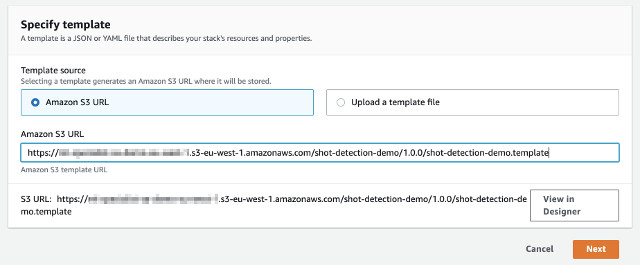 Specify template
A template is a JSON or YAML file that describes your stack's resources and properties.
Template source
Selecting a template generates an Amazon S3 URL where it will be stored.
Amazon S3 URL
Upload a template file
Amazon S3 URL
https://.s3-eu-west-1.amazonaws.com/shot-detection-demo/1.0.0/shot-detection-demo.template
Amazon S3 template URL
S3 URL: https://.s3-eu-west-1.amazonaws.com/shot-detection-demo/1.0.0/shot-detection-de
mo.template
View in
Designer
Cancel
Next